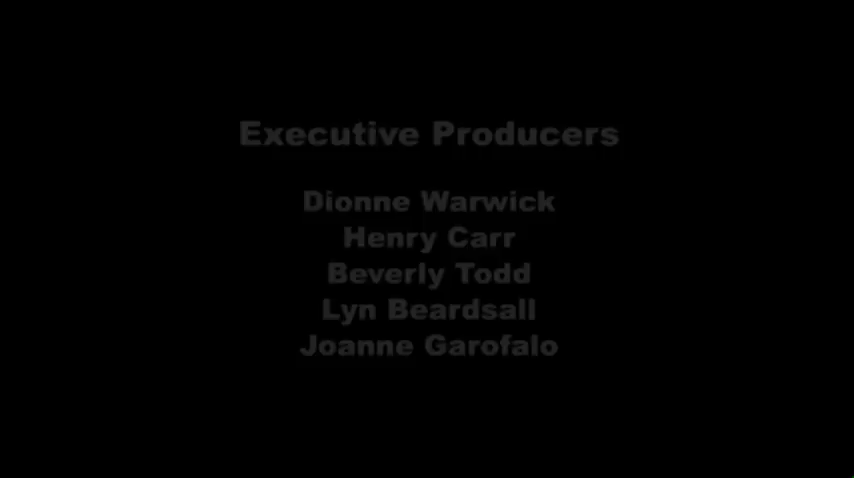 Executive Producers
Dionne Warwick
Henry Carr
Beverly Todd
Lyn Beardsall
Joanne Garofalo